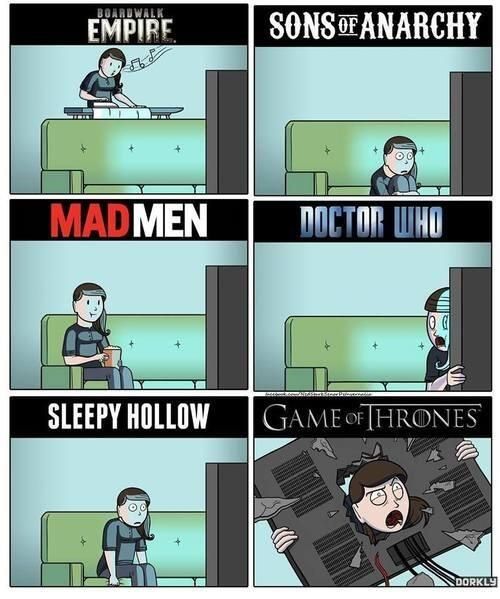 BOARDWALK
EMPIRE
SONS OF ANARCHY
MAD MEN
DOCTOR WHO
SLEEPY HOLLOW
GAME OF THRONES
DORKLY